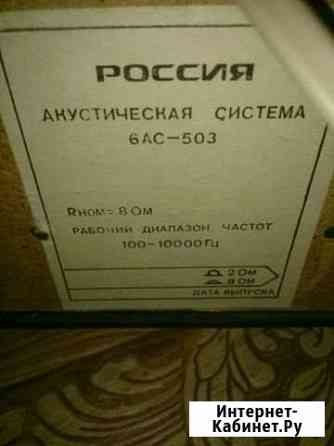 РОССИЯ
АКУСТИЧЕСКАЯ СИСТЕМА
6АС-503
Rном = 8 Ом
РАБОЧИЙ ДИАПАЗОН ЧАСТОТ
100-10000 Гц
2 Ом
8 Ом
ДАТА ВЫПУСКА
Интернет-
Кабинет.Ру